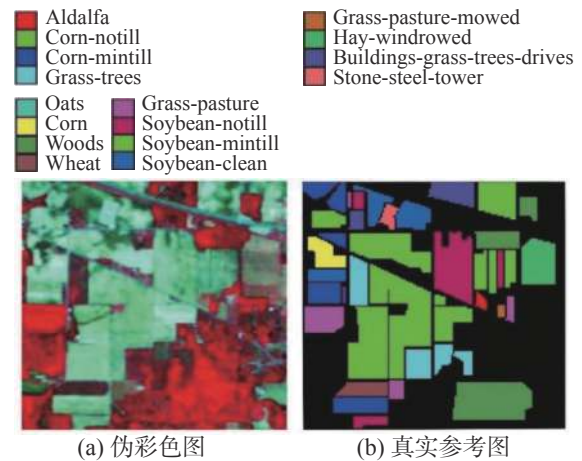 Aldalfa
Corn-notill
Corn-mintill
Grass-trees
Grass-pasture-mowed
Hay-windrowed
Buildings-grass-trees-drives
Stone-steel-tower
Oats
Corn
Woods
Wheat
Grass-pasture
Soybean-notill
Soybean-mintill
Soybean-clean
(a) 伪彩色图
(b) 真实参考图